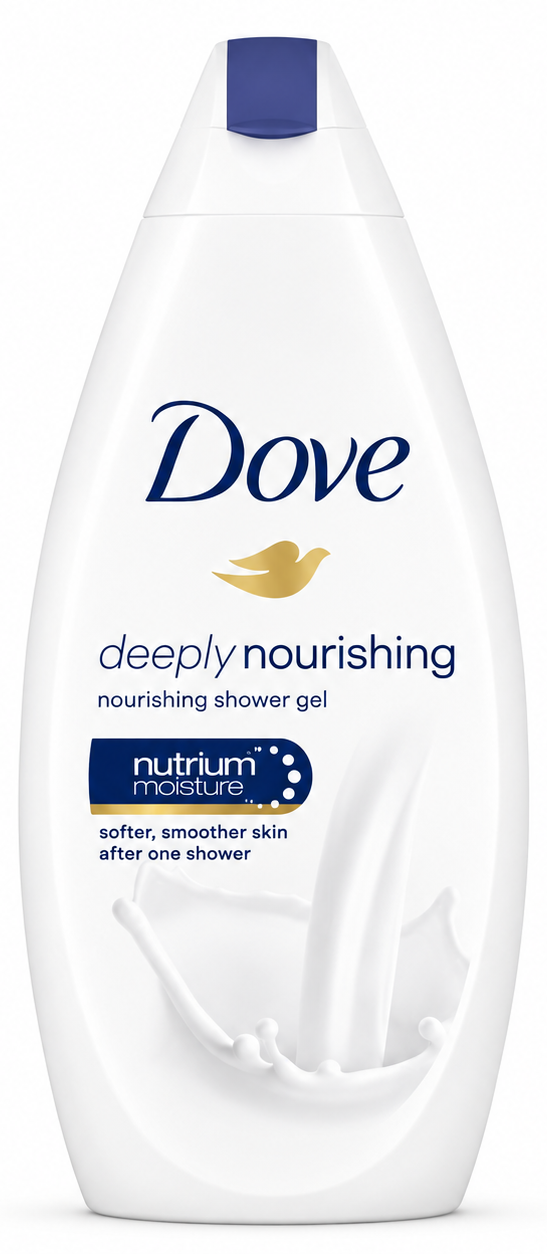 Dove
deeply nourishing
nourishing shower gel
nutrium
moisture
softer, smoother skin
after one shower